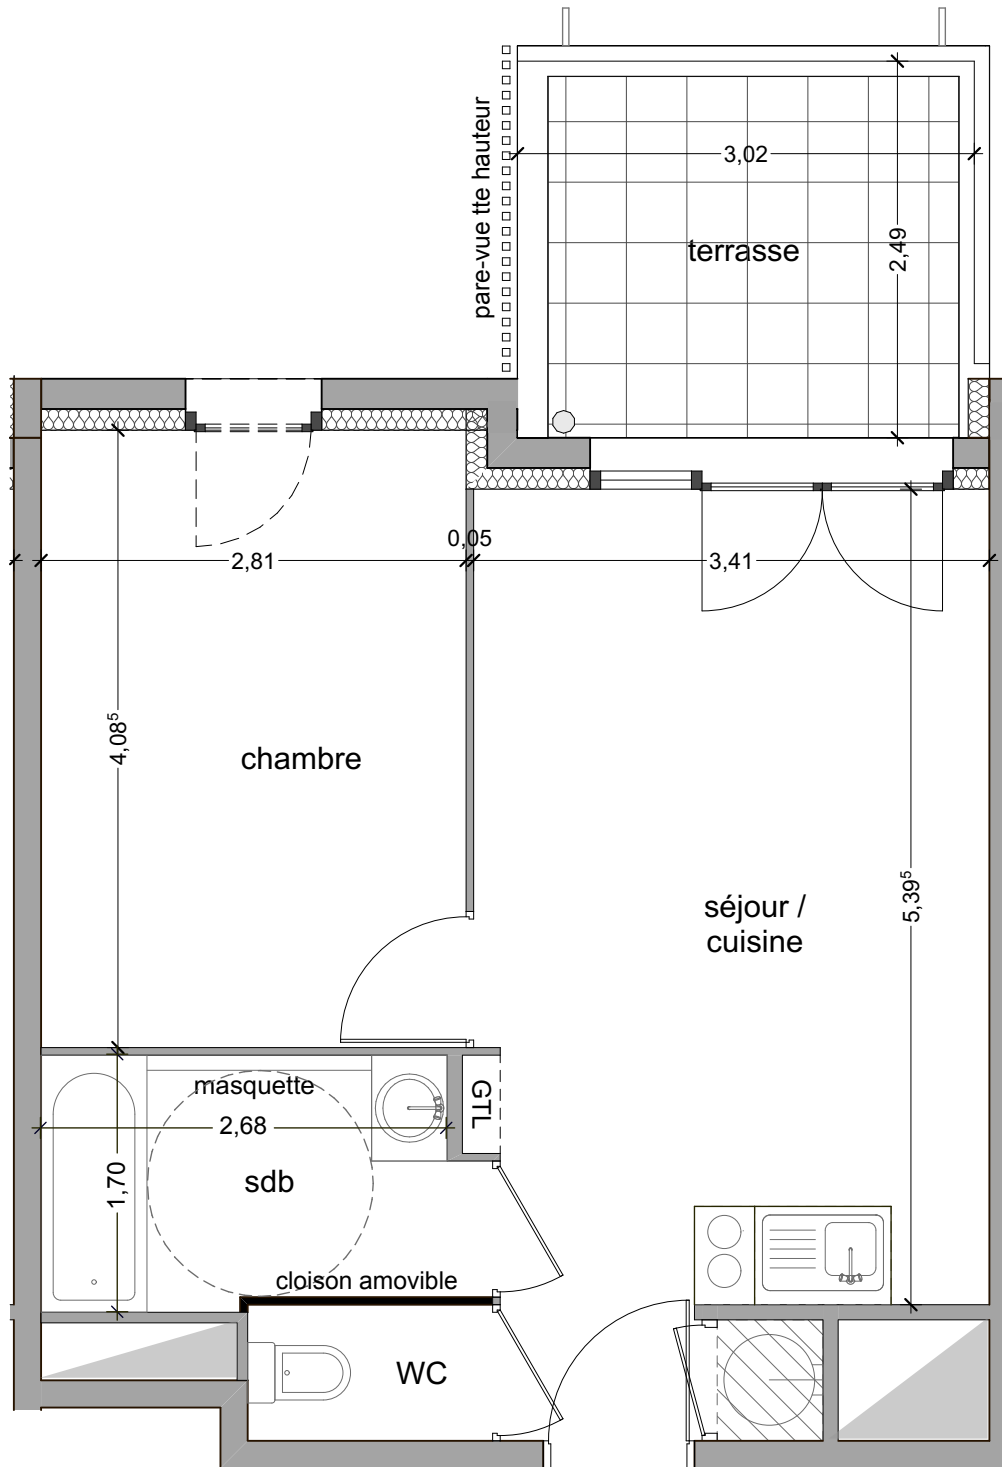 pare-vue tte hauteur
3,02
2,49
terrasse
0,05
2,81
3,41
4,08⁵
chambre
séjour /
cuisine
5,39⁵
masquette
GTL
2,68
1,70
sdb
cloison amovible
WC